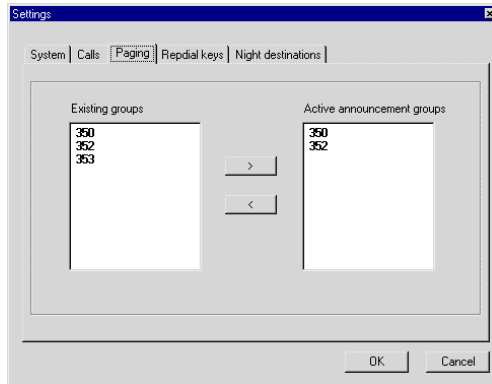 Settings
System Calls Paging Repdial keys Night destinations
Existing groups
350
352
353
>
<
Active announcement groups
350
352
OK Cancel